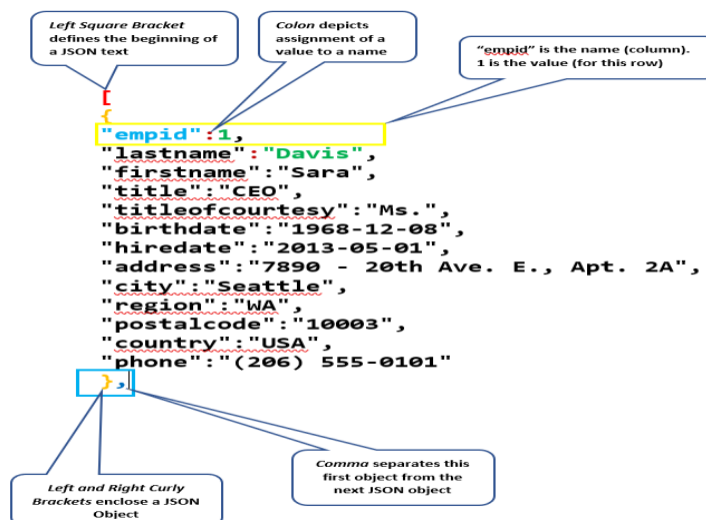 Left Square Bracket
defines the beginning of
a JSON text
Colon depicts
assignment of a
value to a name
"empid" is the name (column).
1 is the value (for this row)
[
{
"empid":1,
"lastname":"Davis",
"firstname":"Sara",
"title":"CEO",
"titleofcourtesy":"Ms.",
"birthdate":"1968-12-08",
"hiredate":"2013-05-01",
"address":"7890 - 20th Ave. E., Apt. 2A",
"city":"Seattle",
"region":"WA",
"postalcode":"10003",
"country":"USA",
"phone":"(206) 555-0101"
},
Comma separates this
first object from the
next JSON object
Left and Right Curly
Brackets enclose a JSON
Object